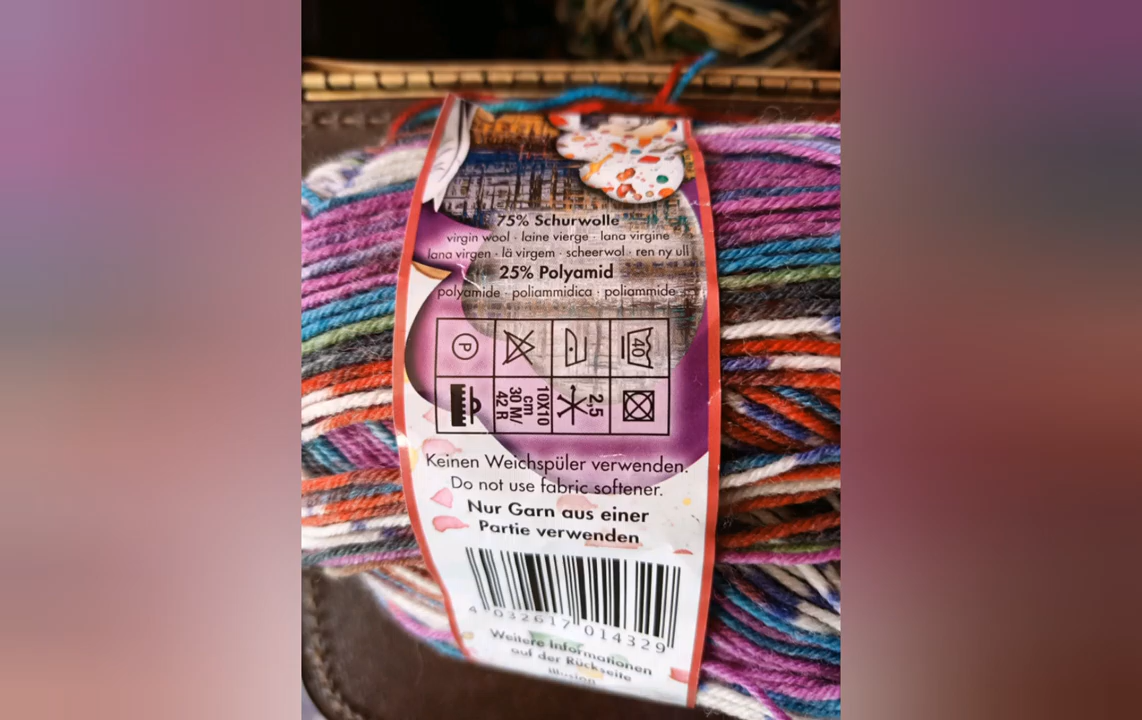 75% Schurwolle
virgin wool · laine vierge · lana virgine
lana virgen · lã virgem · scheerwol · ren ny ull
25% Polyamid
polyamide · poliammidica · poliammide
P
40
10X10
cm
30 M/
42 R
2,5
Keinen Weichspüler verwenden.
Do not use fabric softener.
Nur Garn aus einer
Partie verwenden
4 032617 014329
Weitere Informationen
auf der Rückseite
illusion